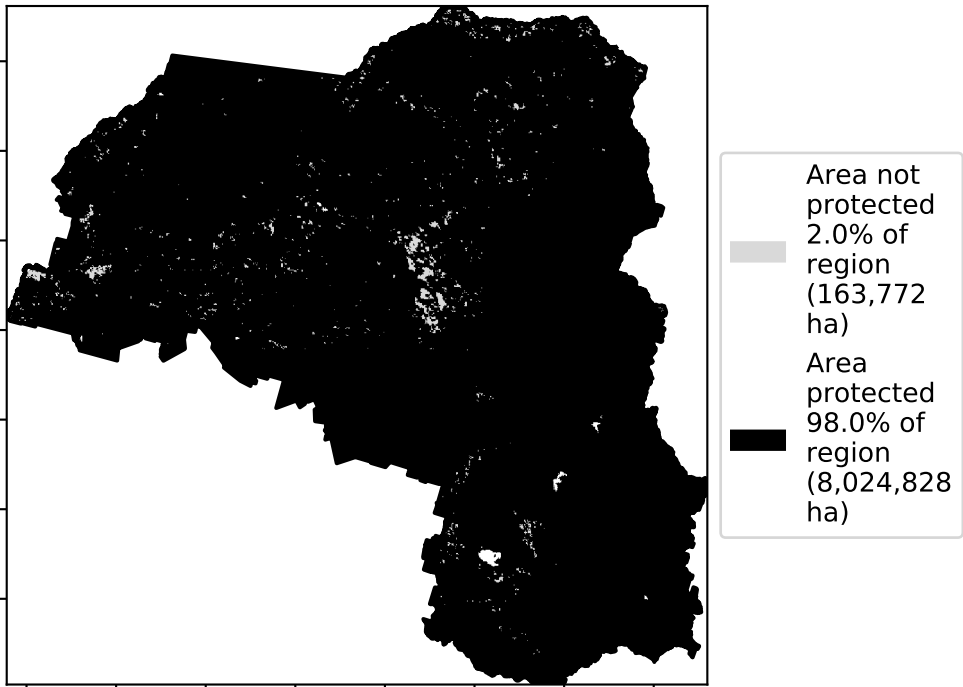 Area not
protected
2.0% of
region
(163,772
ha)
Area
protected
98.0% of
region
(8,024,828
ha)